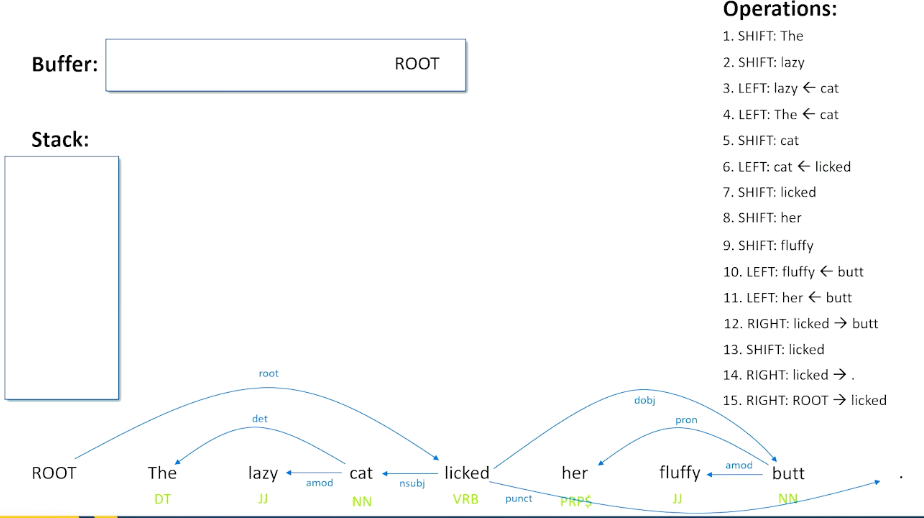 Operations:
1. SHIFT: The
2. SHIFT: lazy
3. LEFT: lazy ← cat
4. LEFT: The ← cat
5. SHIFT: cat
6. LEFT: cat ← licked
7. SHIFT: licked
8. SHIFT: her
9. SHIFT: fluffy
10. LEFT: fluffy ← butt
11. LEFT: her ← butt
12. RIGHT: licked → butt
13. SHIFT: licked
14. RIGHT: licked → .
15. RIGHT: ROOT → licked
Buffer: ROOT
Stack:
root
det
dobj
pron
ROOT The lazy cat licked her fluffy butt .
amod nsubj amod
punct
DT JJ NN VRB PRP$ JJ NN